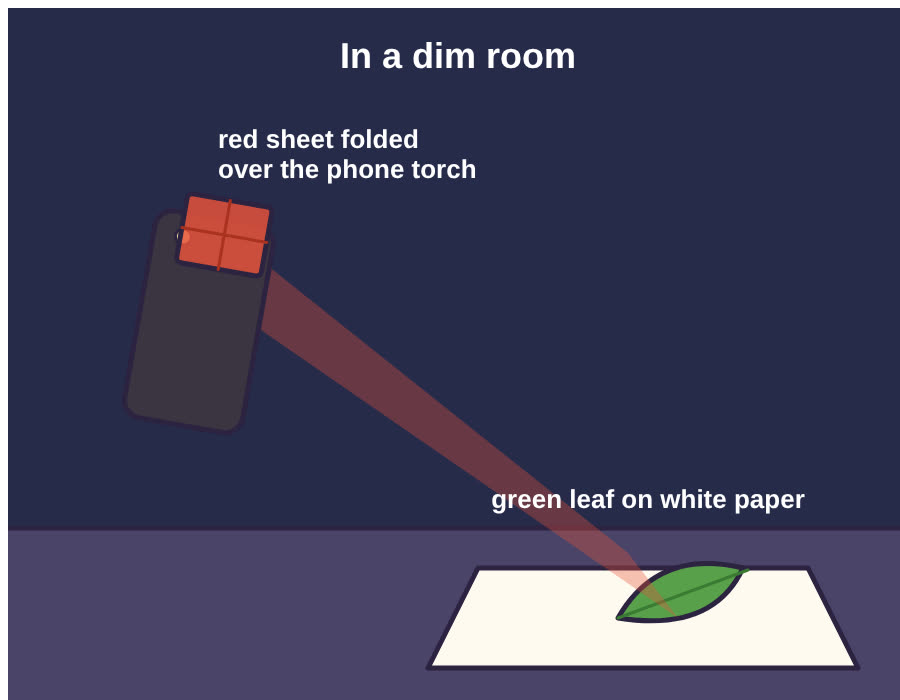 In a dim room
red sheet folded
over the phone torch
green leaf on white paper